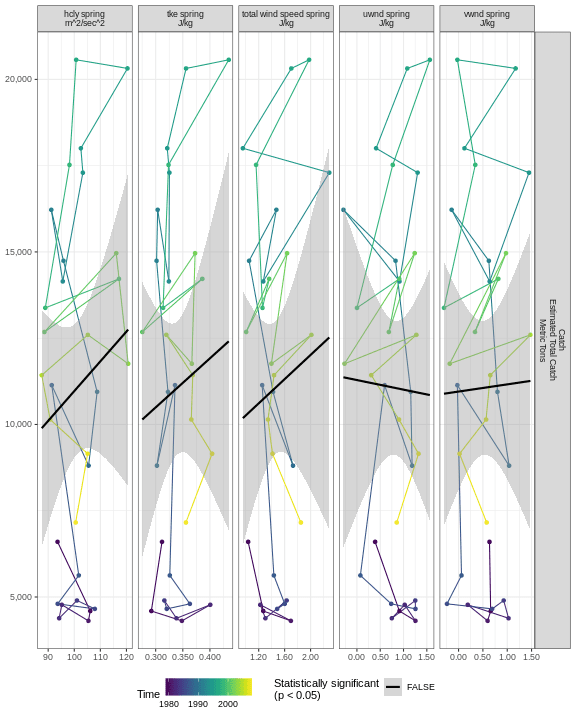 hdly spring
m^2/sec^2
tke spring
J/kg
total wind speed spring
J/kg
uwnd spring
J/kg
vwnd spring
J/kg
20,000
15,000
10,000
5,000
Catch
Estimated Total Catch
Metric Tons
90 100 110 120
0.300 0.350 0.400
1.20 1.60 2.00
0.00 0.50 1.00 1.50
0.00 0.50 1.00 1.50
Time
1980 1990 2000
Statistically significant
(p < 0.05)
FALSE